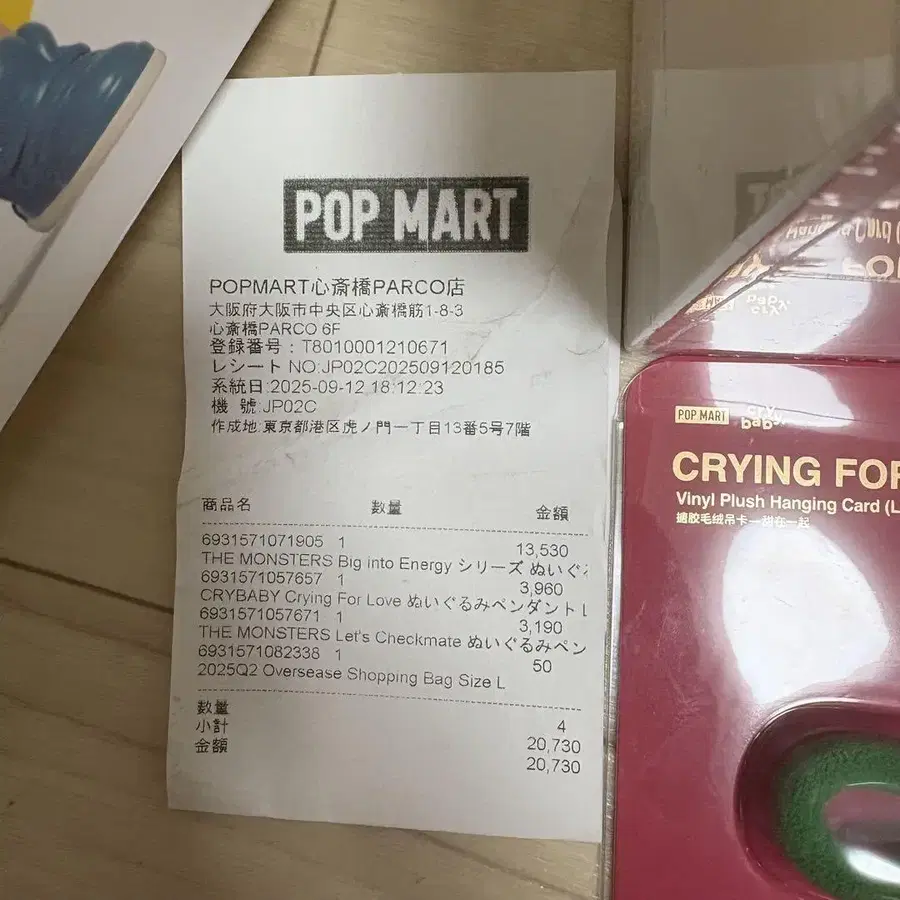 POP MART
POPMART心斎橋PARCO店
大阪府大阪市中央区心斎橋筋1-8-3
心斎橋PARCO 6F
登録番号：T8010001210671
レシート NO:JP02C202509120185
系統日:2025-09-12 18:12:23
機 號:JP02C
作成地:東京都港区虎ノ門一丁目13番5号7階
商品名 数量 金額
6931571071905 1 13,530
THE MONSTERS Big into Energy シリーズ ぬいぐ
6931571057657 1 3,960
CRYBABY Crying For Love ぬいぐるみペンダント L
6931571057671 1 3,190
THE MONSTERS Let's Checkmate ぬいぐるみペン
6931571082338 1 50
2025Q2 Oversease Shopping Bag Size L
数量 4
小計 20,730
金額 20,730
POP MART
cry baby
CRYING FOR
Vinyl Plush Hanging Card (L
搪胶毛绒吊卡—甜在一起